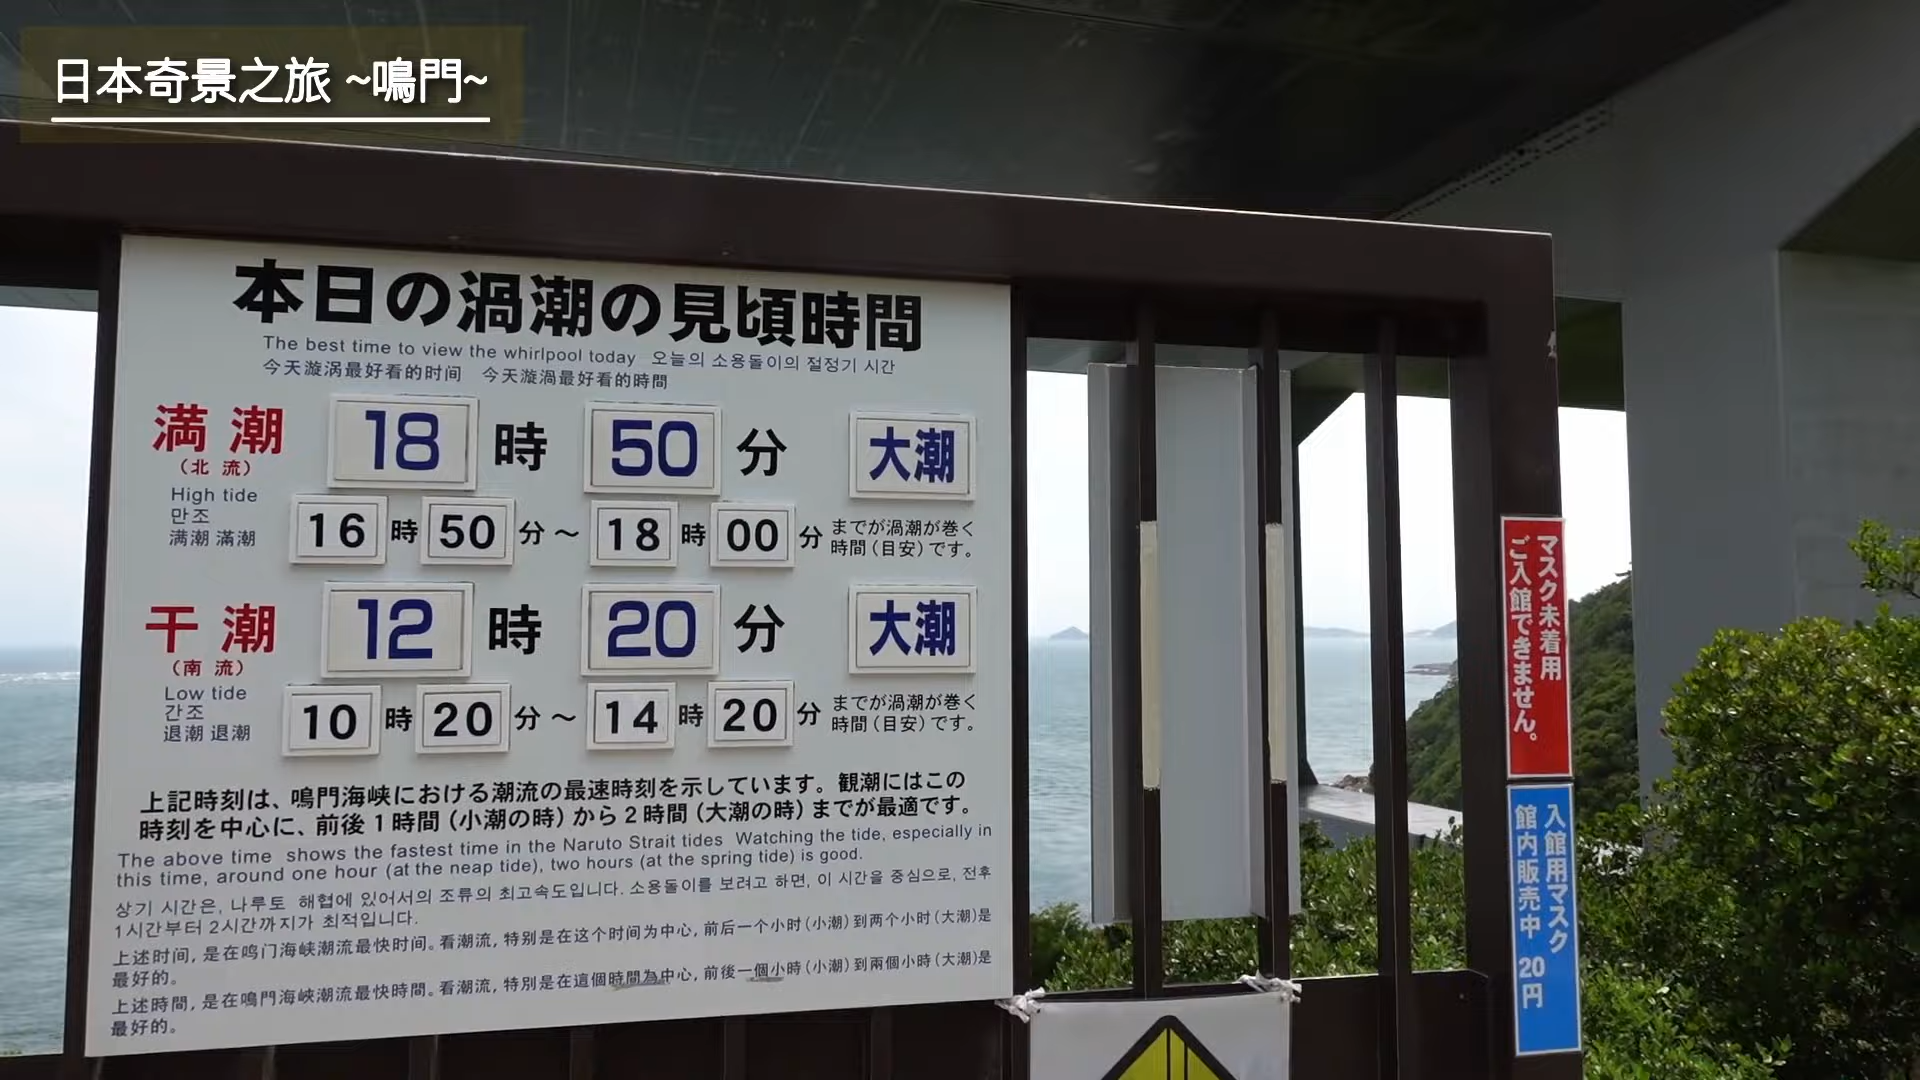 日本奇景之旅 ~鳴門~
本日の渦潮の見頃時間
The best time to view the whirlpool today 오늘의 소용돌이의 절정기 시간
今天漩涡最好看的时间 今天漩渦最好看的時間
満潮 18 時 50 分 大潮
（北流）
High tide
万조
満潮 滿潮
16 時 50 分 ～ 18 時 00 分 までが渦潮が巻く
時間（目安）です。
干潮 12 時 20 分 大潮
（南流）
Low tide
간조
退潮 退潮
10 時 20 分 ～ 14 時 20 分 までが渦潮が巻く
時間（目安）です。
上記時刻は、鳴門海峡における潮流の最速時刻を示しています。観潮にはこの
時刻を中心に、前後１時間（小潮の時）から２時間（大潮の時）までが最適です。
The above time shows the fastest time in the Naruto Strait tides Watching the tide, especially in
this time, around one hour (at the neap tide), two hours (at the spring tide) is good.
상기 시간은, 나루토 해협에 있어서의 조류의 최고속도입니다. 소용돌이를 보려고 하면, 이 시간을 중심으로, 전후
1시간부터 2시간까지가 최적입니다.
上述时间，是在鸣门海峡潮流最快时间。看潮流，特别是在这个时间为中心，前后一个小时（小潮）到两个小时（大潮）是
最好的。
上述時間，是在鳴門海峽潮流最快時間。看潮流，特別是在這個時間為中心，前後一個小時（小潮）到兩個小時（大潮）是
最好的。
マスク未着用
ご入館できません。
入館用マスク
館内販売中 20円